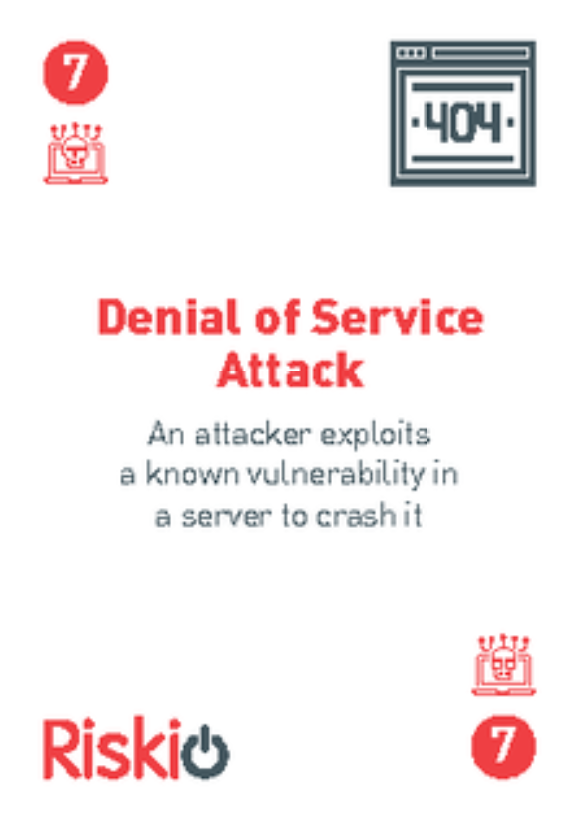 7
404
Denial of Service
Attack
An attacker exploits
a known vulnerability in
a server to crash it
Riskio
7